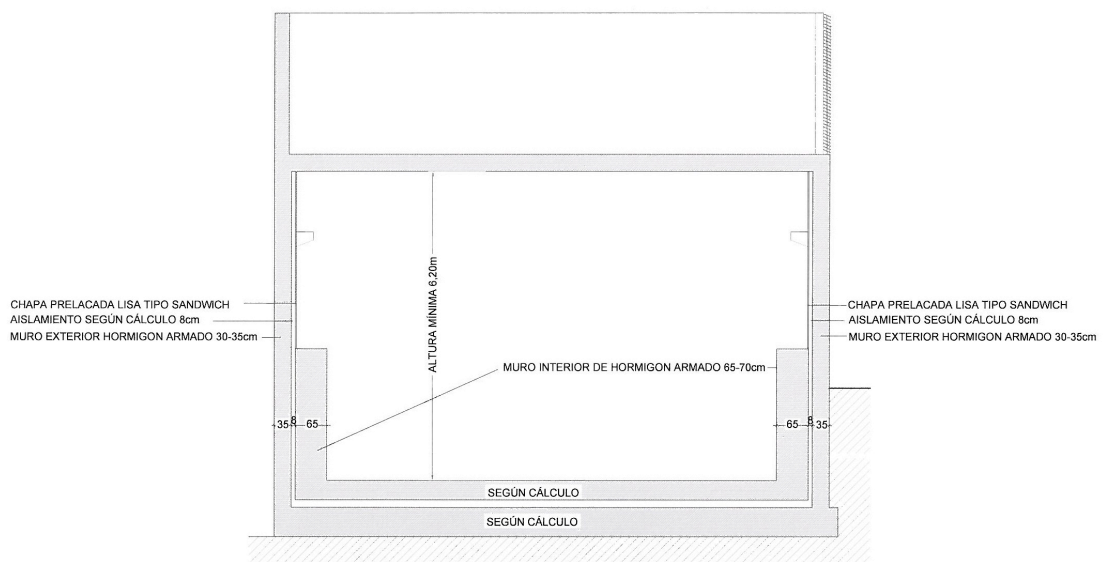 ALTURA MÍNIMA 6,20m
CHAPA PRELACADA LISA TIPO SANDWICH
AISLAMIENTO SEGÚN CÁLCULO 8cm
MURO EXTERIOR HORMIGON ARMADO 30-35cm
CHAPA PRELACADA LISA TIPO SANDWICH
AISLAMIENTO SEGÚN CÁLCULO 8cm
MURO EXTERIOR HORMIGON ARMADO 30-35cm
MURO INTERIOR DE HORMIGON ARMADO 65-70cm
35 8 65
65 8 35
SEGÚN CÁLCULO
SEGÚN CÁLCULO